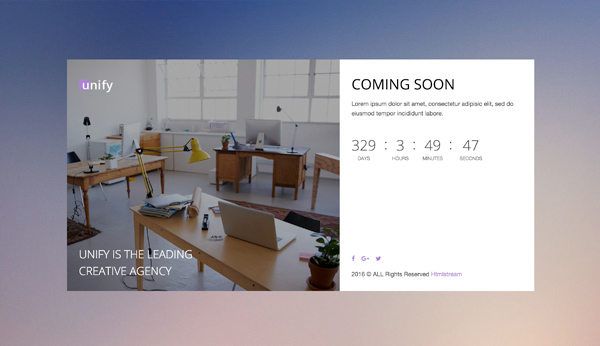 unify
UNIFY IS THE LEADING
CREATIVE AGENCY
COMING SOON
Lorem ipsum dolor sit amet, consectetur adipisic elit, sed do
eiusmod tempor incididunt labore.
329 : 3 : 49 : 47
DAYS HOURS MINUTES SECONDS
2016 © ALL Rights Reserved Htmlstream